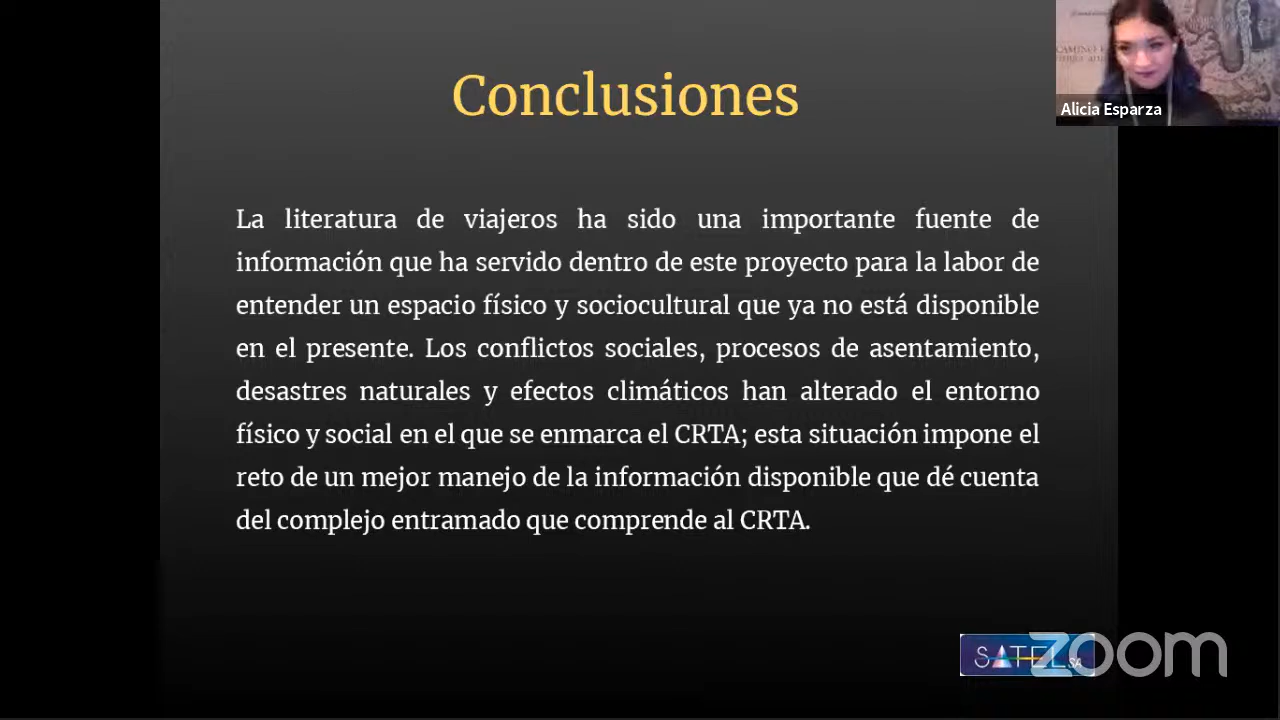 Conclusiones
CAMINO
Alicia Esparza
La literatura de viajeros ha sido una importante fuente de
información que ha servido dentro de este proyecto para la labor de
entender un espacio físico y sociocultural que ya no está disponible
en el presente. Los conflictos sociales, procesos de asentamiento,
desastres naturales y efectos climáticos han alterado el entorno
físico y social en el que se enmarca el CRTA; esta situación impone el
reto de un mejor manejo de la información disponible que dé cuenta
del complejo entramado que comprende al CRTA.
SATEL SA
zoom